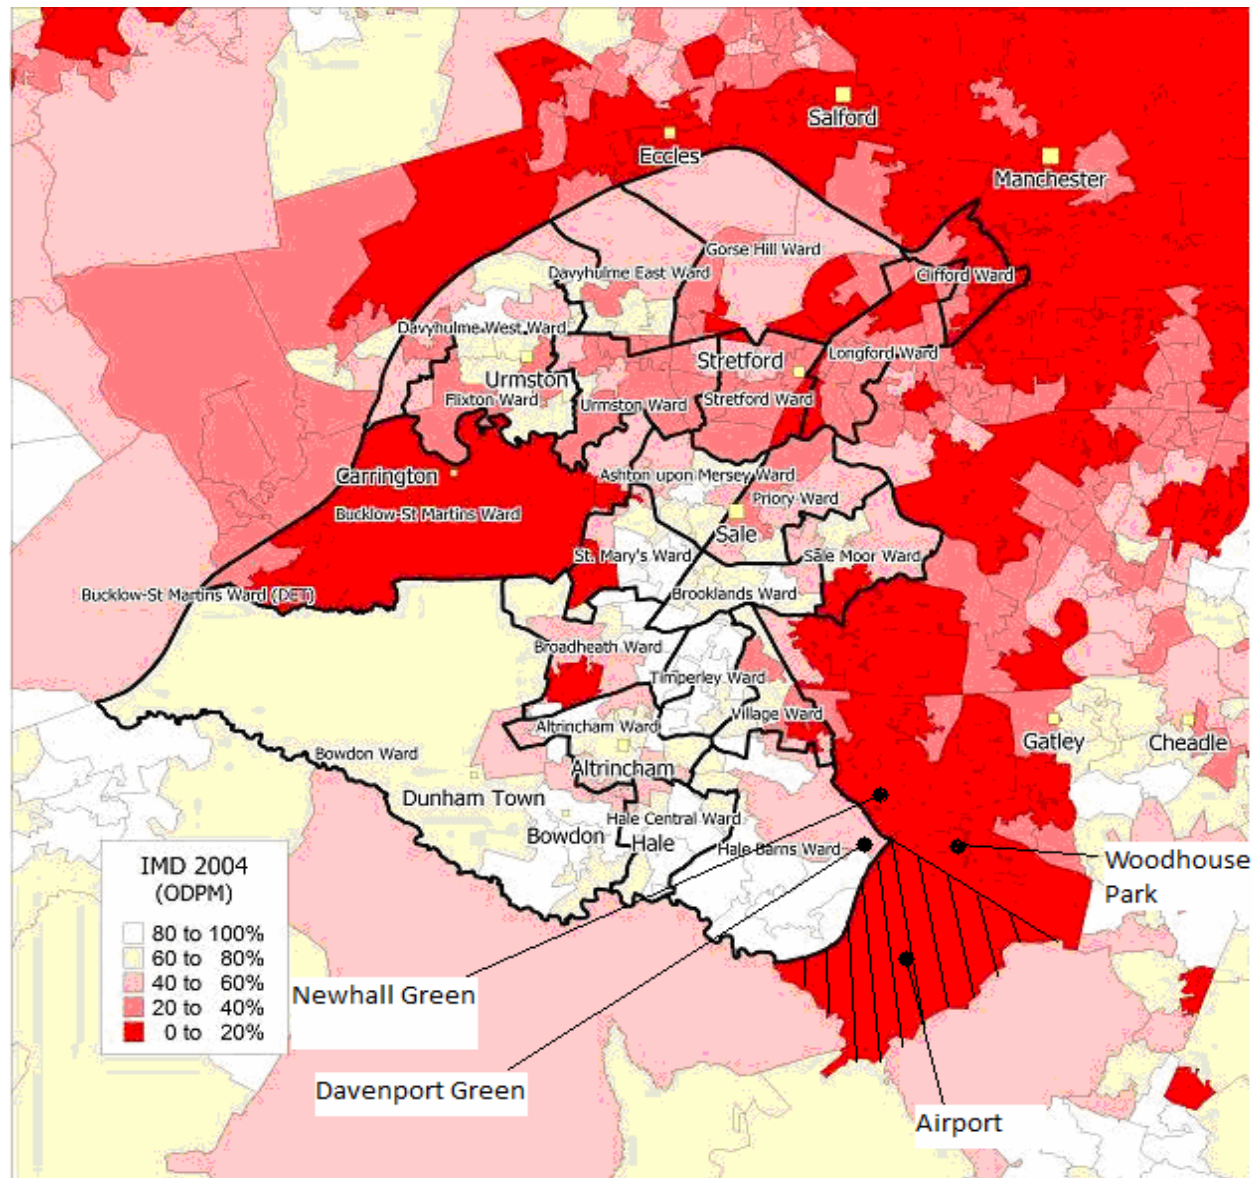 Salford
Eccles
Manchester
Gorse Hill Ward
Davyhulme East Ward
Clifford Ward
Davyhulme West Ward
Longford Ward
Stretford
Urmston
Flixton Ward
Urmston Ward
Stretford Ward
Carrington
Ashton upon Mersey Ward
Priory Ward
Bucklow-St Martins Ward
Sale
St. Mary's Ward
Sale Moor Ward
Bucklow-St Martins Ward (DET)
Brooklands Ward
Broadheath Ward
Timperley Ward
Village Ward
Altrincham Ward
Gatley
Cheadle
Bowdon Ward
Altrincham
Dunham Town
Hale Central Ward
Bowdon
Hale
Hale Barns Ward
Woodhouse
Park
IMD 2004
(ODPM)
80 to 100%
60 to 80%
40 to 60%
20 to 40%
0 to 20%
Newhall Green
Davenport Green
Airport